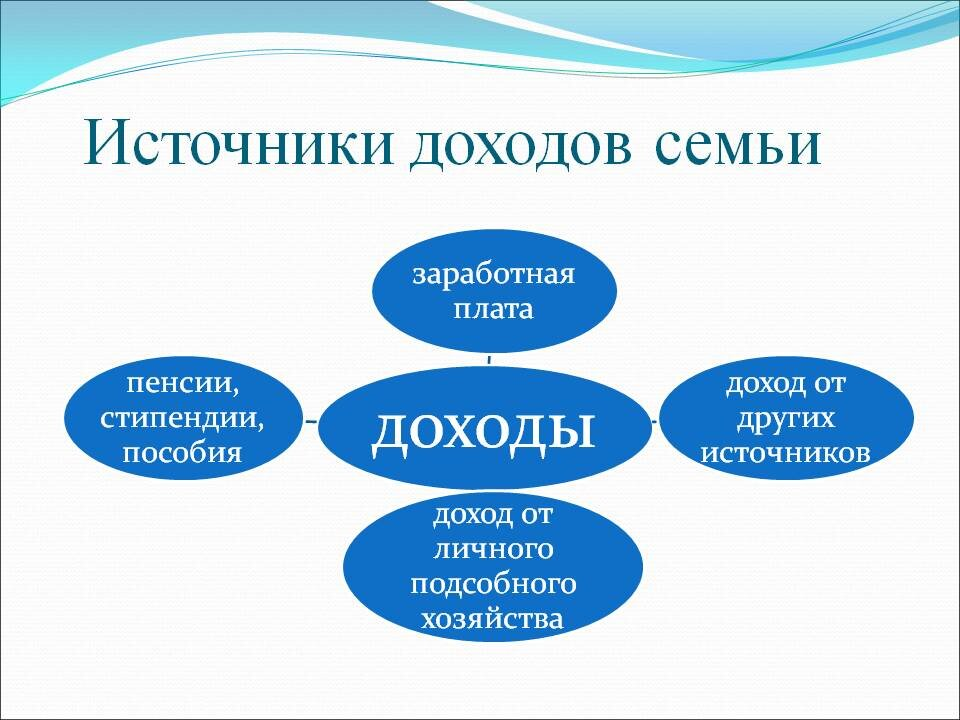 Источники доходов семьи
заработная
плата
пенсии,
стипендии,
пособия
доходы
доход от
других
источников
доход от
личного
подсобного
хозяйства